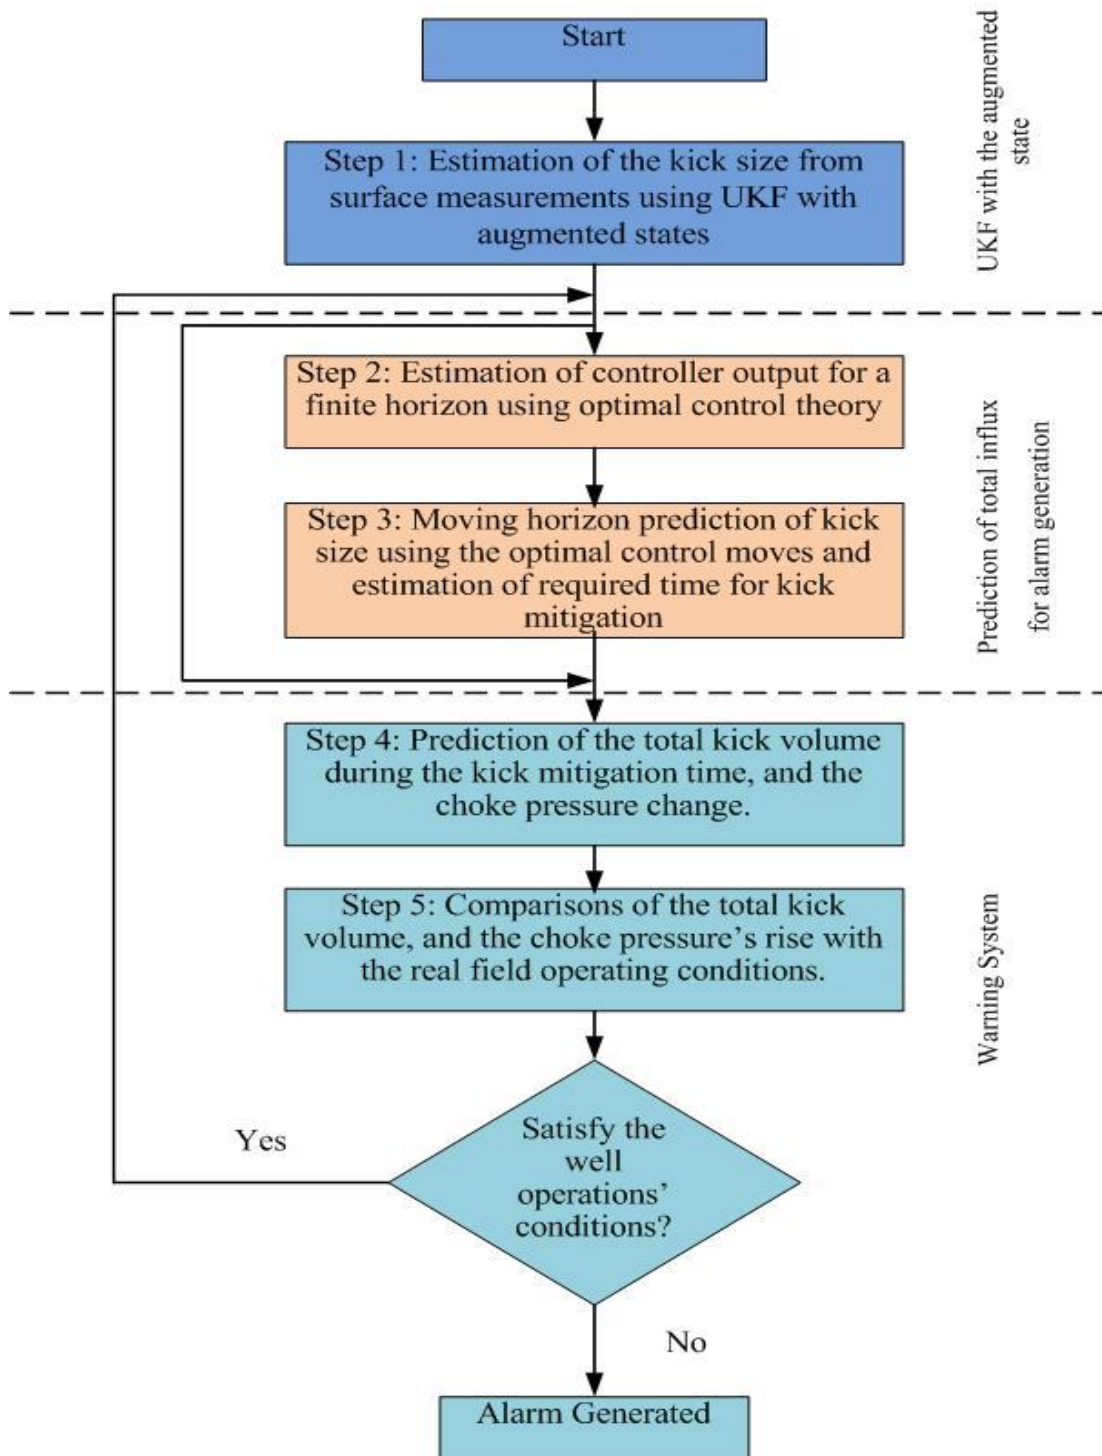 Start
UKF with the augmented
state
Step 1: Estimation of the kick size from
surface measurements using UKF with
augmented states
Step 2: Estimation of controller output for a
finite horizon using optimal control theory
Step 3: Moving horizon prediction of kick
size using the optimal control moves and
estimation of required time for kick
mitigation
Prediction of total influx
for alarm generation
Step 4: Prediction of the total kick volume
during the kick mitigation time, and the
choke pressure change.
Step 5: Comparisons of the total kick
volume, and the choke pressure’s rise with
the real field operating conditions.
Warning System
Satisfy the
well
operations’
conditions?
Yes
No
Alarm Generated